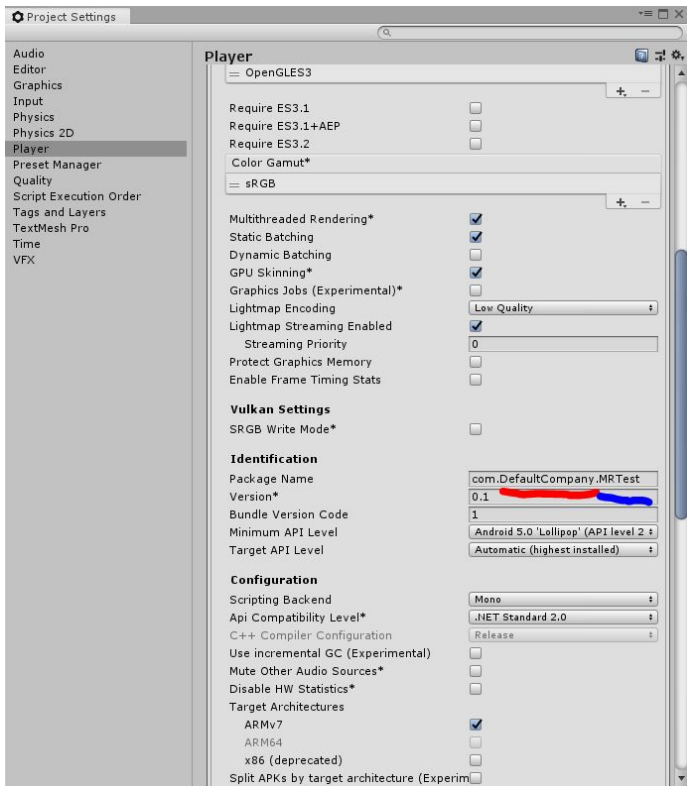 Project Settings
Audio
Editor
Graphics
Input
Physics
Physics 2D
Player
Preset Manager
Quality
Script Execution Order
Tags and Layers
TextMesh Pro
Time
VFX
Player
OpenGLES3
Require ES3.1
Require ES3.1+AEP
Require ES3.2
Color Gamut*
sRGB
Multithreaded Rendering*
Static Batching
Dynamic Batching
GPU Skinning*
Graphics Jobs (Experimental)*
Lightmap Encoding Low Quality
Lightmap Streaming Enabled
Streaming Priority 0
Protect Graphics Memory
Enable Frame Timing Stats
Vulkan Settings
SRGB Write Mode*
Identification
Package Name com.DefaultCompany.MRTest
Version* 0.1
Bundle Version Code 1
Minimum API Level Android 5.0 'Lollipop' (API level 2
Target API Level Automatic (highest installed)
Configuration
Scripting Backend Mono
Api Compatibility Level* .NET Standard 2.0
C++ Compiler Configuration Release
Use incremental GC (Experimental)
Mute Other Audio Sources*
Disable HW Statistics*
Target Architectures
ARMv7
ARM64
x86 (deprecated)
Split APKs by target architecture (Experim